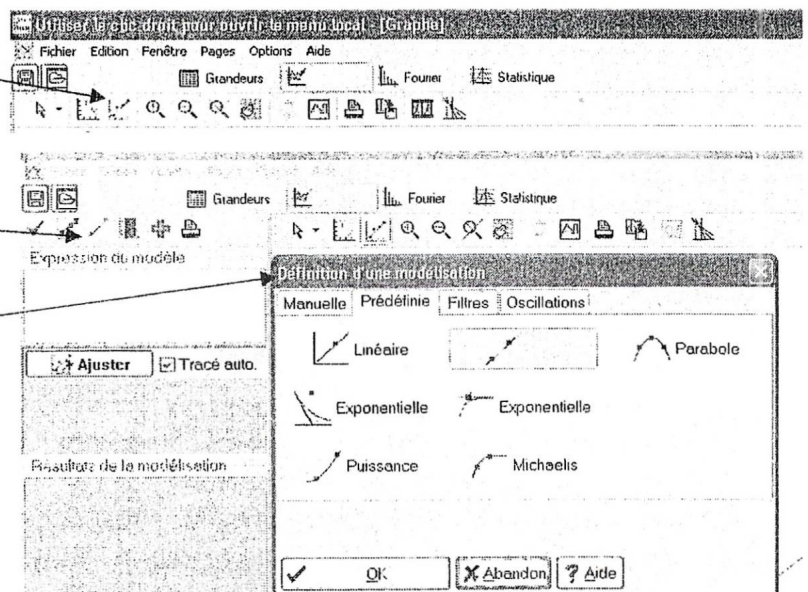 Utiliser le clic droit pour ouvrir le menu local - [Graphe]
Fichier Edition Fenêtre Pages Options Aide
Grandeurs Fourier Statistique
Grandeurs Fourier Statistique
Expression du modèle
Définition d'une modélisation
Manuelle Prédéfinie Filtres Oscillations
Linéaire Parabole
Ajuster Tracé auto.
Exponentielle Exponentielle
Résultats de la modélisation
Puissance Michaelis
OK Abandon Aide